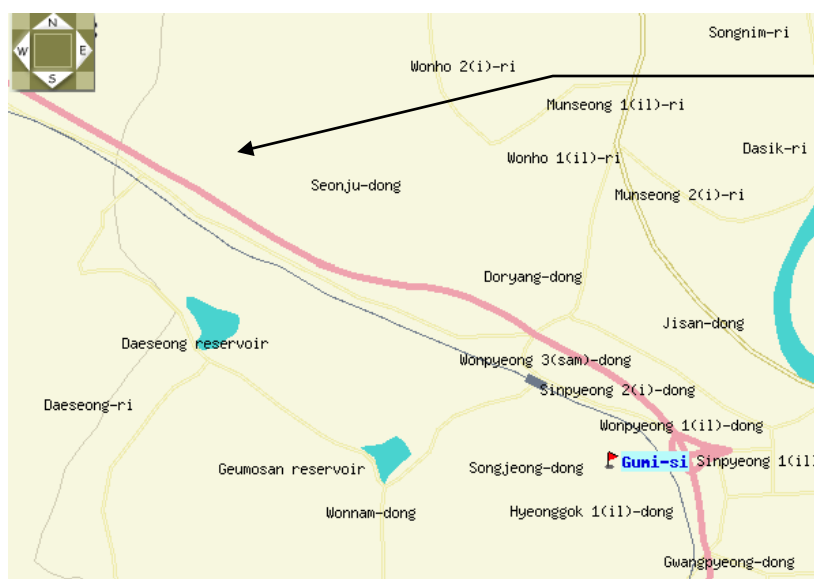 N
W E
S
Songnim-ri
Wonho 2(i)-ri
Munseong 1(il)-ri
Dasik-ri
Wonho 1(il)-ri
Seonju-dong
Munseong 2(i)-ri
Doryang-dong
Jisan-dong
Daeseong reservoir
Wonpyeong 3(sam)-dong
Sinpyeong 2(i)-dong
Daeseong-ri
Wonpyeong 1(il)-dong
Geumosan reservoir
Songjeong-dong
Gumi-si
Sinpyeong 1(il)
Wonnam-dong
Hyeonggok 1(il)-dong
Gwangpyeong-dong